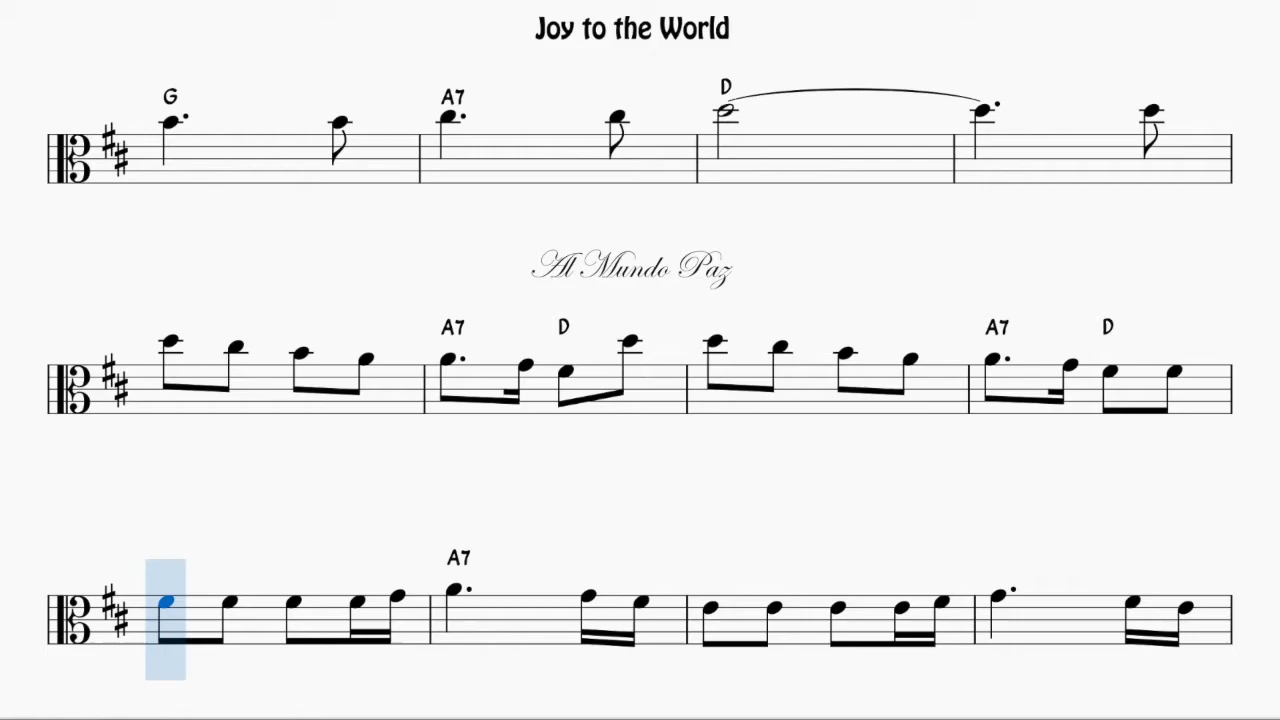 Joy to the World
G A7 D
Al Mundo Paz
A7 D A7 D
A7